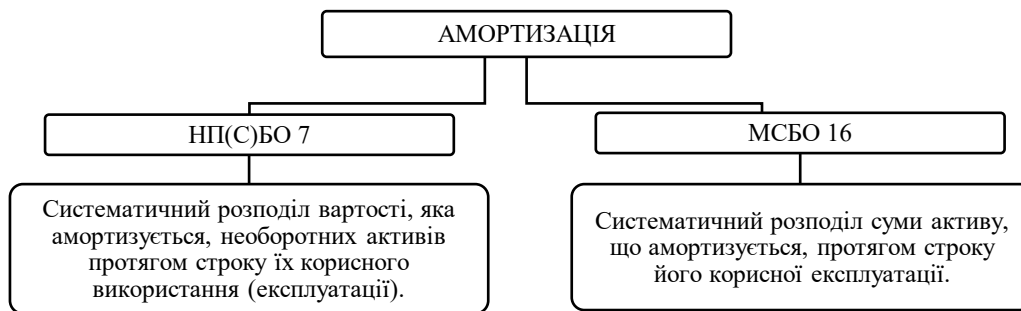 АМОРТИЗАЦІЯ
НП(С)БО 7
МСБО 16
Систематичний розподіл вартості, яка
амортизується, необоротних активів
протягом строку їх корисного
використання (експлуатації).
Систематичний розподіл суми активу,
що амортизується, протягом строку
його корисної експлуатації.